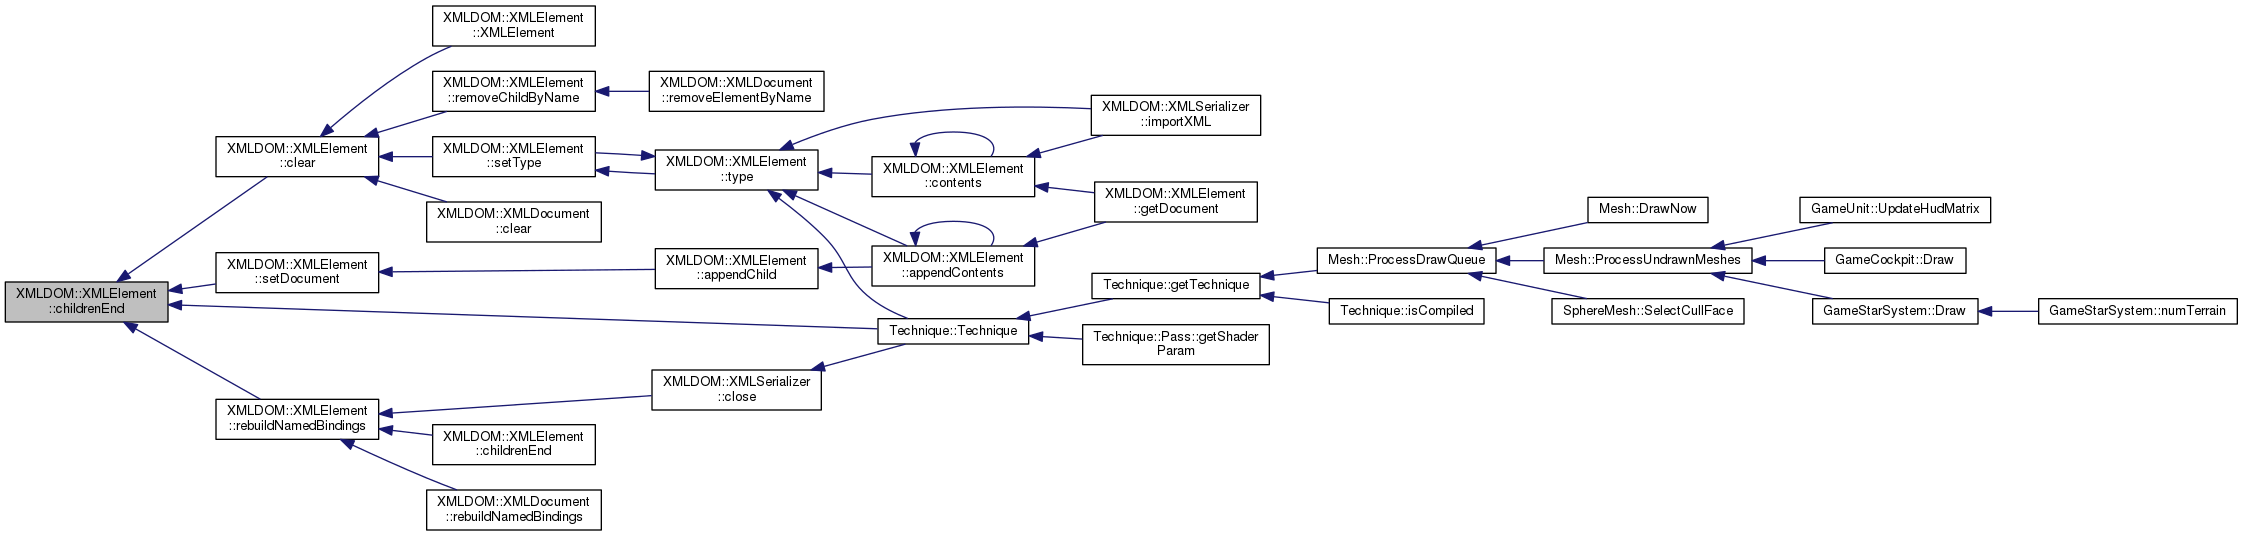 XMLDOM::XMLElement
::childrenEnd
XMLDOM::XMLElement
::clear
XMLDOM::XMLElement
::setDocument
XMLDOM::XMLElement
::rebuildNamedBindings
XMLDOM::XMLElement
::XMLElement
XMLDOM::XMLElement
::removeChildByName
XMLDOM::XMLElement
::setType
XMLDOM::XMLDocument
::clear
XMLDOM::XMLDocument
::removeElementByName
XMLDOM::XMLElement
::type
XMLDOM::XMLElement
::appendChild
XMLDOM::XMLSerializer
::close
XMLDOM::XMLElement
::childrenEnd
XMLDOM::XMLDocument
::rebuildNamedBindings
XMLDOM::XMLElement
::contents
XMLDOM::XMLElement
::appendContents
Technique::Technique
XMLDOM::XMLSerializer
::importXML
XMLDOM::XMLElement
::getDocument
Technique::getTechnique
Technique::Pass::getShader
Param
Mesh::ProcessDrawQueue
Technique::isCompiled
Mesh::DrawNow
Mesh::ProcessUndrawnMeshes
SphereMesh::SelectCullFace
GameUnit::UpdateHudMatrix
GameCockpit::Draw
GameStarSystem::Draw
GameStarSystem::numTerrain